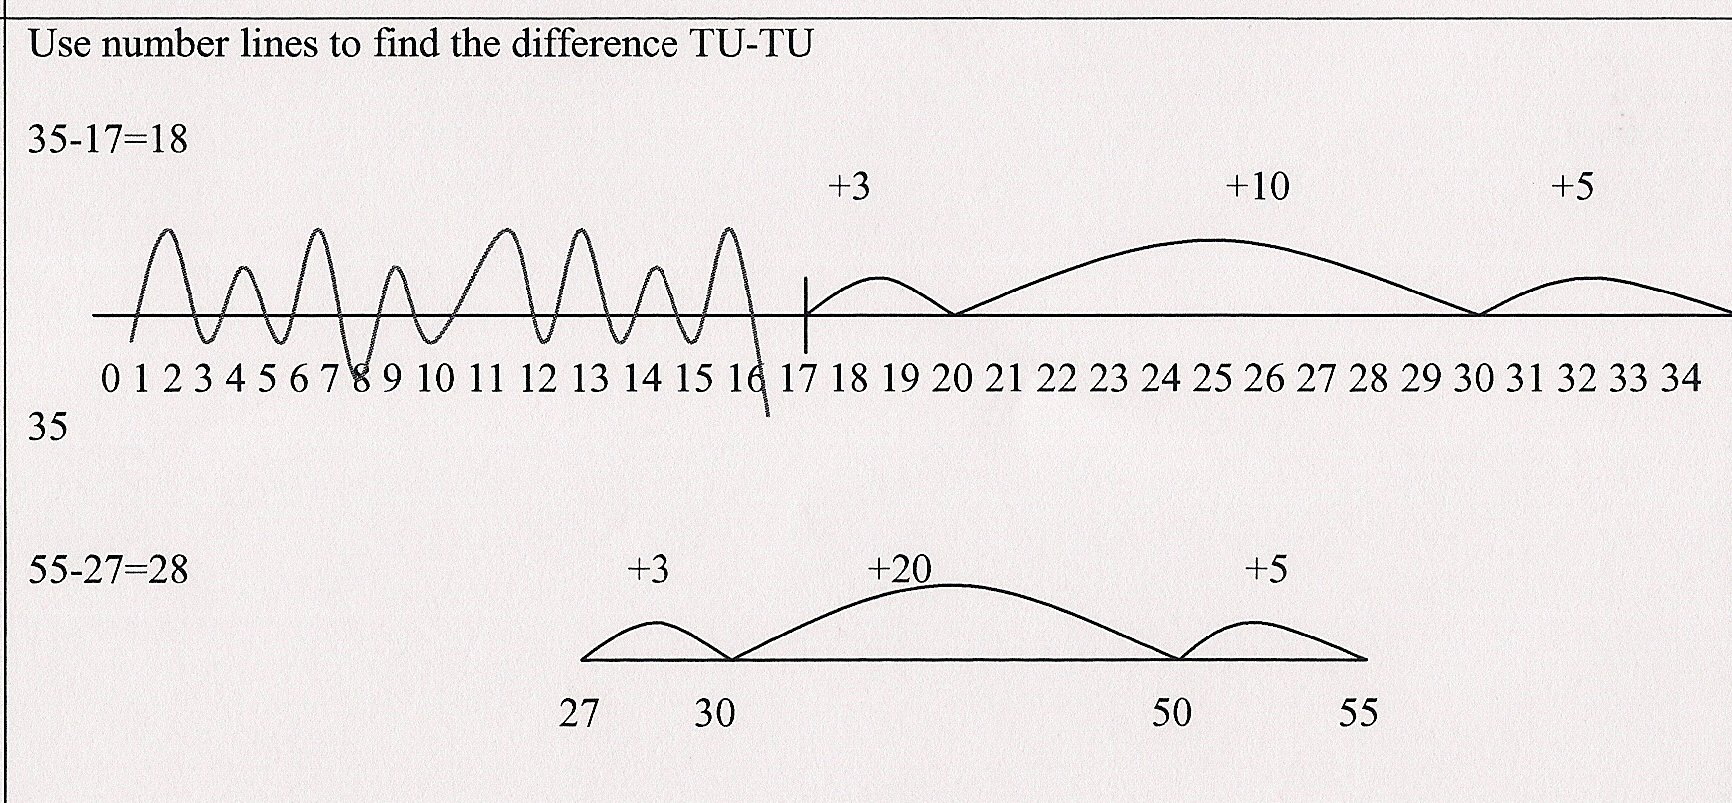 Use number lines to find the difference TU-TU
35-17=18
+3 +10 +5
0 1 2 3 4 5 6 7 8 9 10 11 12 13 14 15 16 17 18 19 20 21 22 23 24 25 26 27 28 29 30 31 32 33 34
35
55-27=28 +3 +20 +5
27 30 50 55